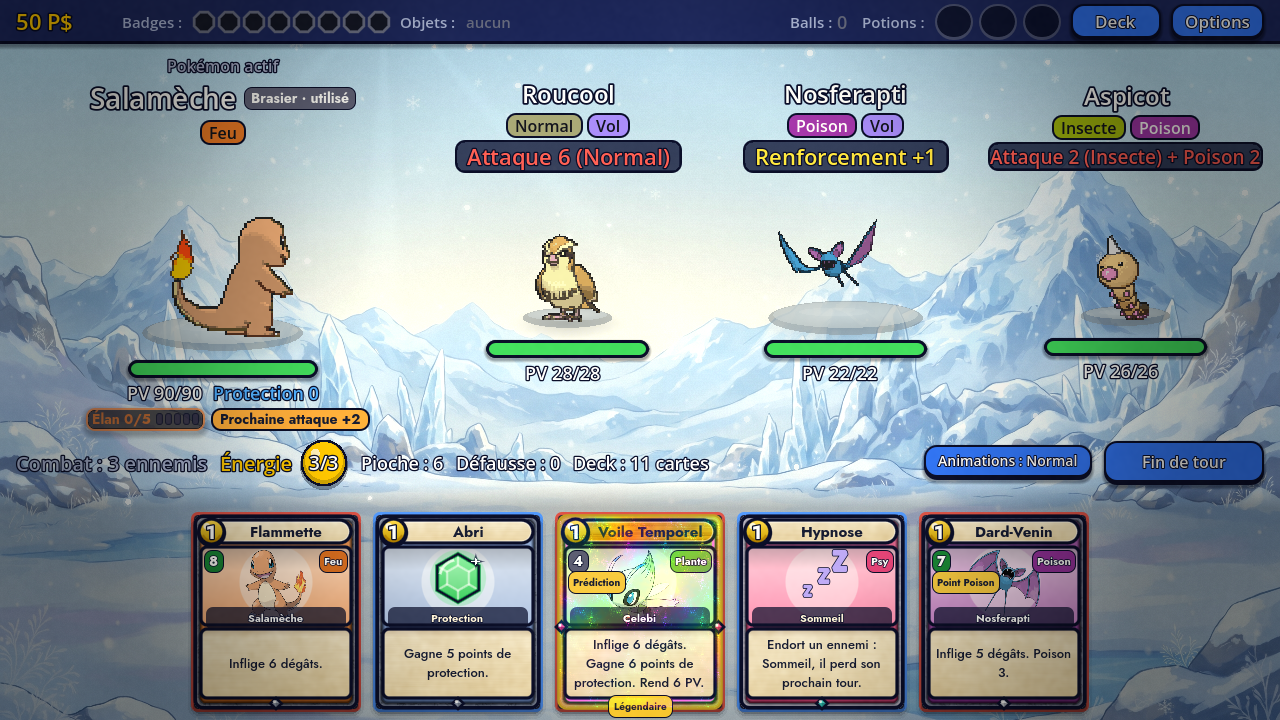 50 P$ Badges : Objets : aucun Balls : 0 Potions : Deck Options
Pokémon actif
Salamèche Brasier · utilisé
Feu
Roucool
Normal Vol
Attaque 6 (Normal)
Nosferapti
Poison Vol
Renforcement +1
Aspicot
Insecte Poison
Attaque 2 (Insecte) + Poison 2
PV 90/90 Protection 0
Élan 0/5 Prochaine attaque +2
PV 28/28
PV 22/22
PV 26/26
Combat : 3 ennemis Énergie 3/3 Pioche : 6 Défausse : 0 Deck : 11 cartes
Animations : Normal Fin de tour
1 Flammette
8 Feu
Salamèche
Inflige 6 dégâts.
1 Abri
Protection
Gagne 5 points de
protection.
1 Voile Temporel
4 Plante
Prédiction
Celebi
Inflige 6 dégâts.
Gagne 6 points de
protection. Rend 6 PV.
Légendaire
1 Hypnose
Psy
Z Z Z
Sommeil
Endort un ennemi :
Sommeil, il perd son
prochain tour.
1 Dard-Venin
7 Poison
Point Poison
Nosferapti
Inflige 5 dégâts. Poison
3.